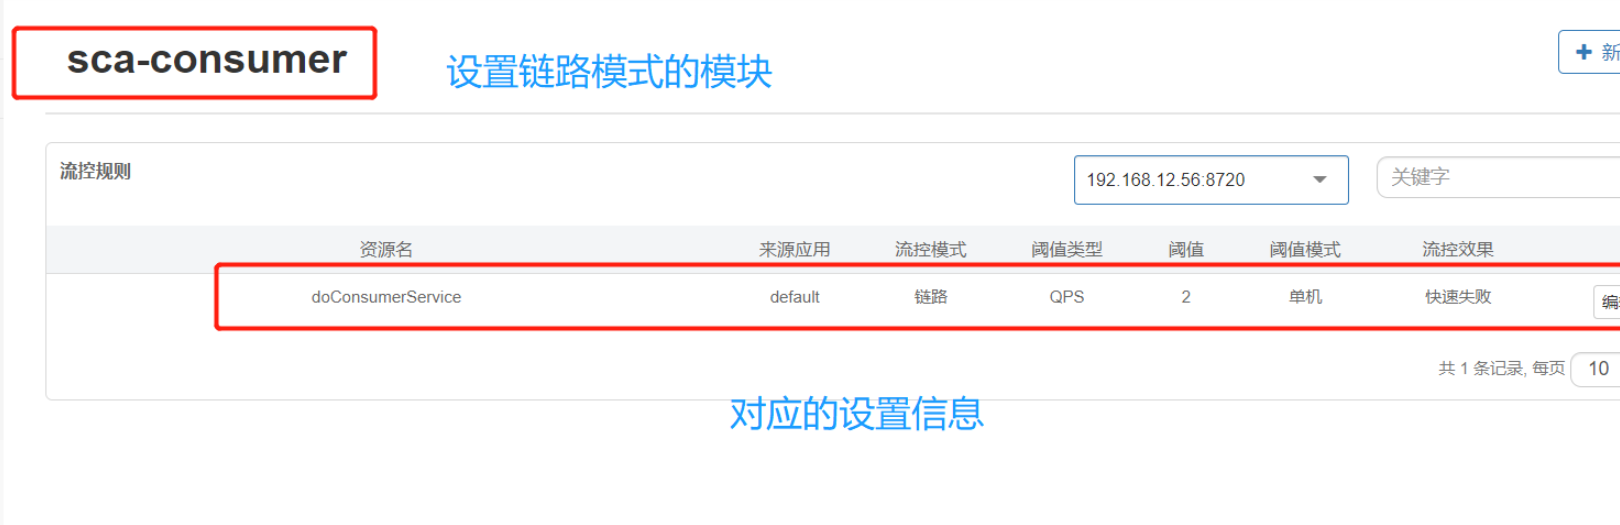 sca-consumer
设置链路模式的模块
新
流控规则
192.168.12.56:8720
关键字
资源名 来源应用 流控模式 阈值类型 阈值 阈值模式 流控效果
doConsumerService default 链路 QPS 2 单机 快速失败
共 1 条记录, 每页 10
对应的设置信息